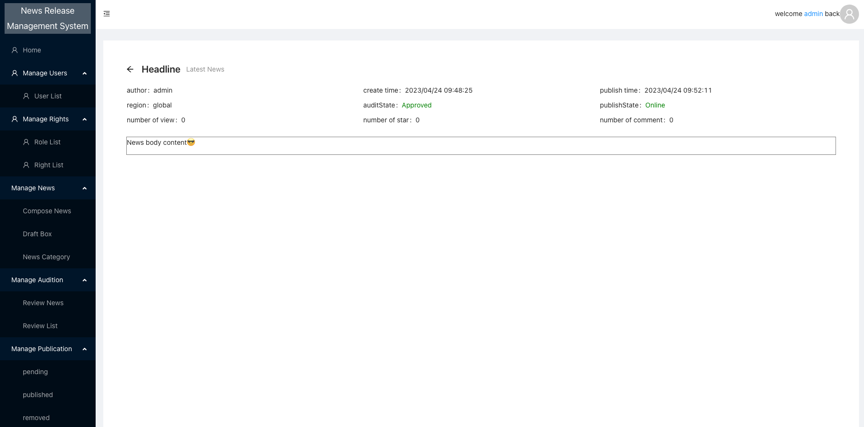 News Release
Management System
welcome admin back
Home
Manage Users
User List
Manage Rights
Role List
Right List
Manage News
Compose News
Draft Box
News Category
Manage Audition
Review News
Review List
Manage Publication
pending
published
removed
Headline Latest News
author: admin create time: 2023/04/24 09:48:25 publish time: 2023/04/24 09:52:11
region: global auditState: Approved publishState: Online
number of view: 0 number of star: 0 number of comment: 0
News body content😎